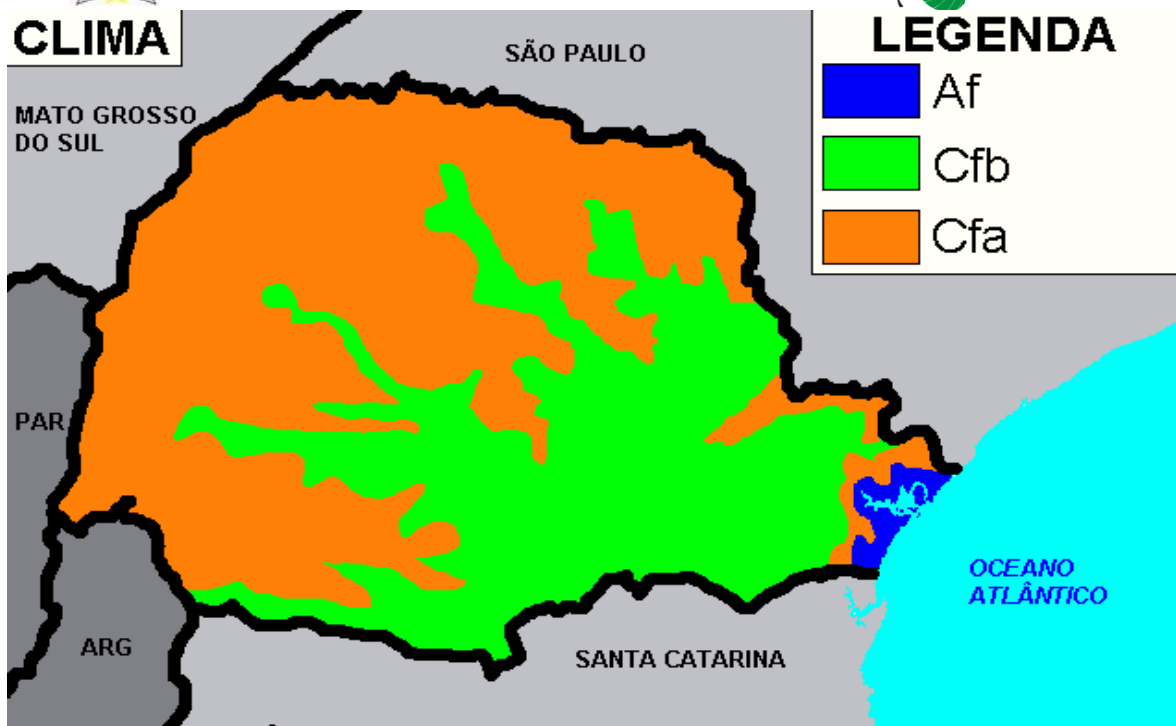 CLIMA
SÃO PAULO
LEGENDA
Af
Cfb
Cfa
MATO GROSSO
DO SUL
PAR
ARG
SANTA CATARINA
OCEANO
ATLÂNTICO